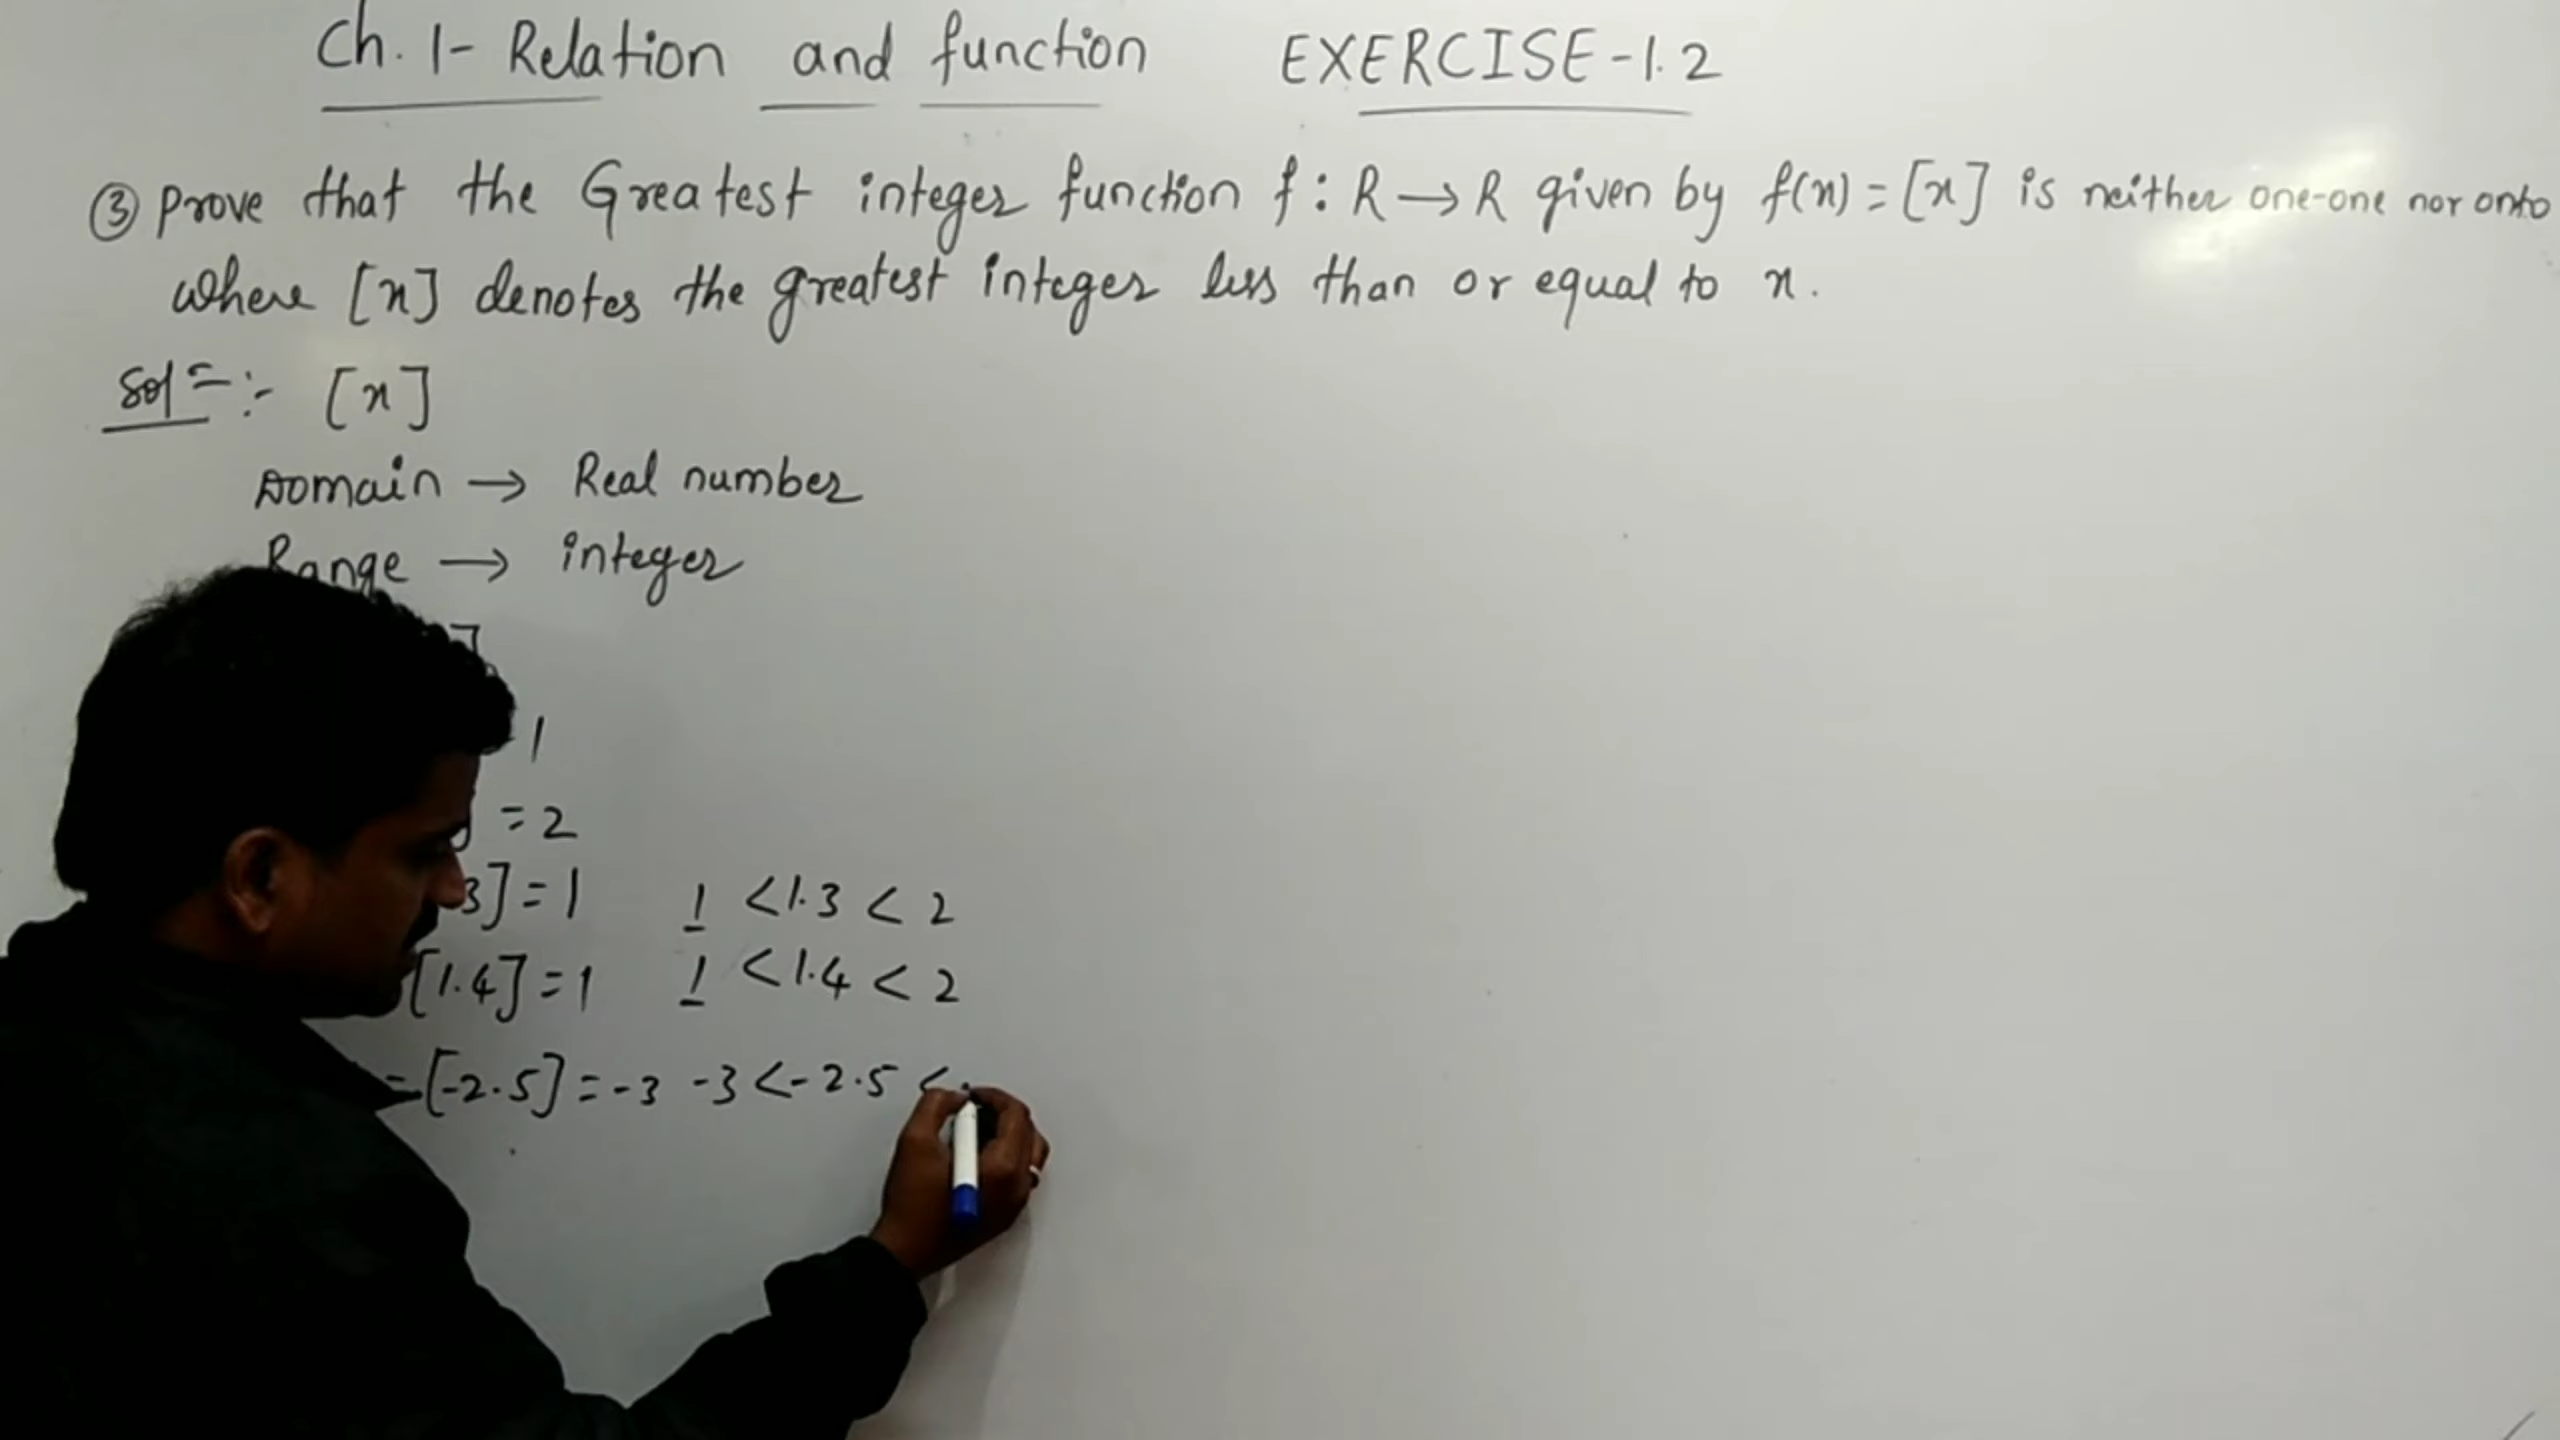 Ch. 1- Relation and function EXERCISE-1.2
③ Prove that the Greatest integer function f : R → R given by f(x) = [x] is neither one-one nor onto
where [x] denotes the greatest integer less than or equal to x.
Sol=:- [x]
Domain → Real number
Range → integer
]
1
] = 2
3] = 1 1 < 1.3 < 2
[1.4] = 1 1 < 1.4 < 2
= [-2.5] = -3 -3 < -2.5 <